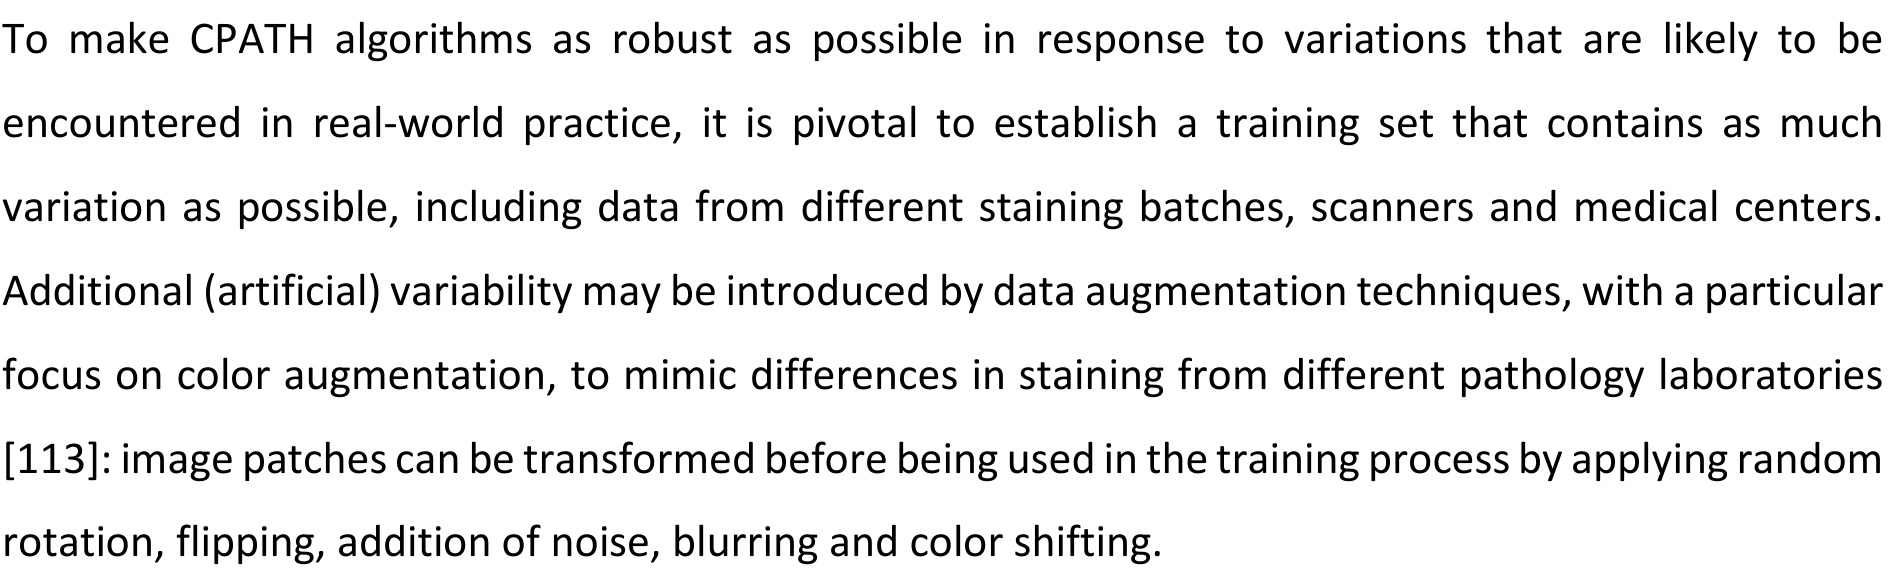 To make CPATH algorithms as robust as possible in response to variations that are likely to be
encountered in real-world practice, it is pivotal to establish a training set that contains as much
variation as possible, including data from different staining batches, scanners and medical centers.
Additional (artificial) variability may be introduced by data augmentation techniques, with a particular
focus on color augmentation, to mimic differences in staining from different pathology laboratories
[113]: image patches can be transformed before being used in the training process by applying random
rotation, flipping, addition of noise, blurring and color shifting.